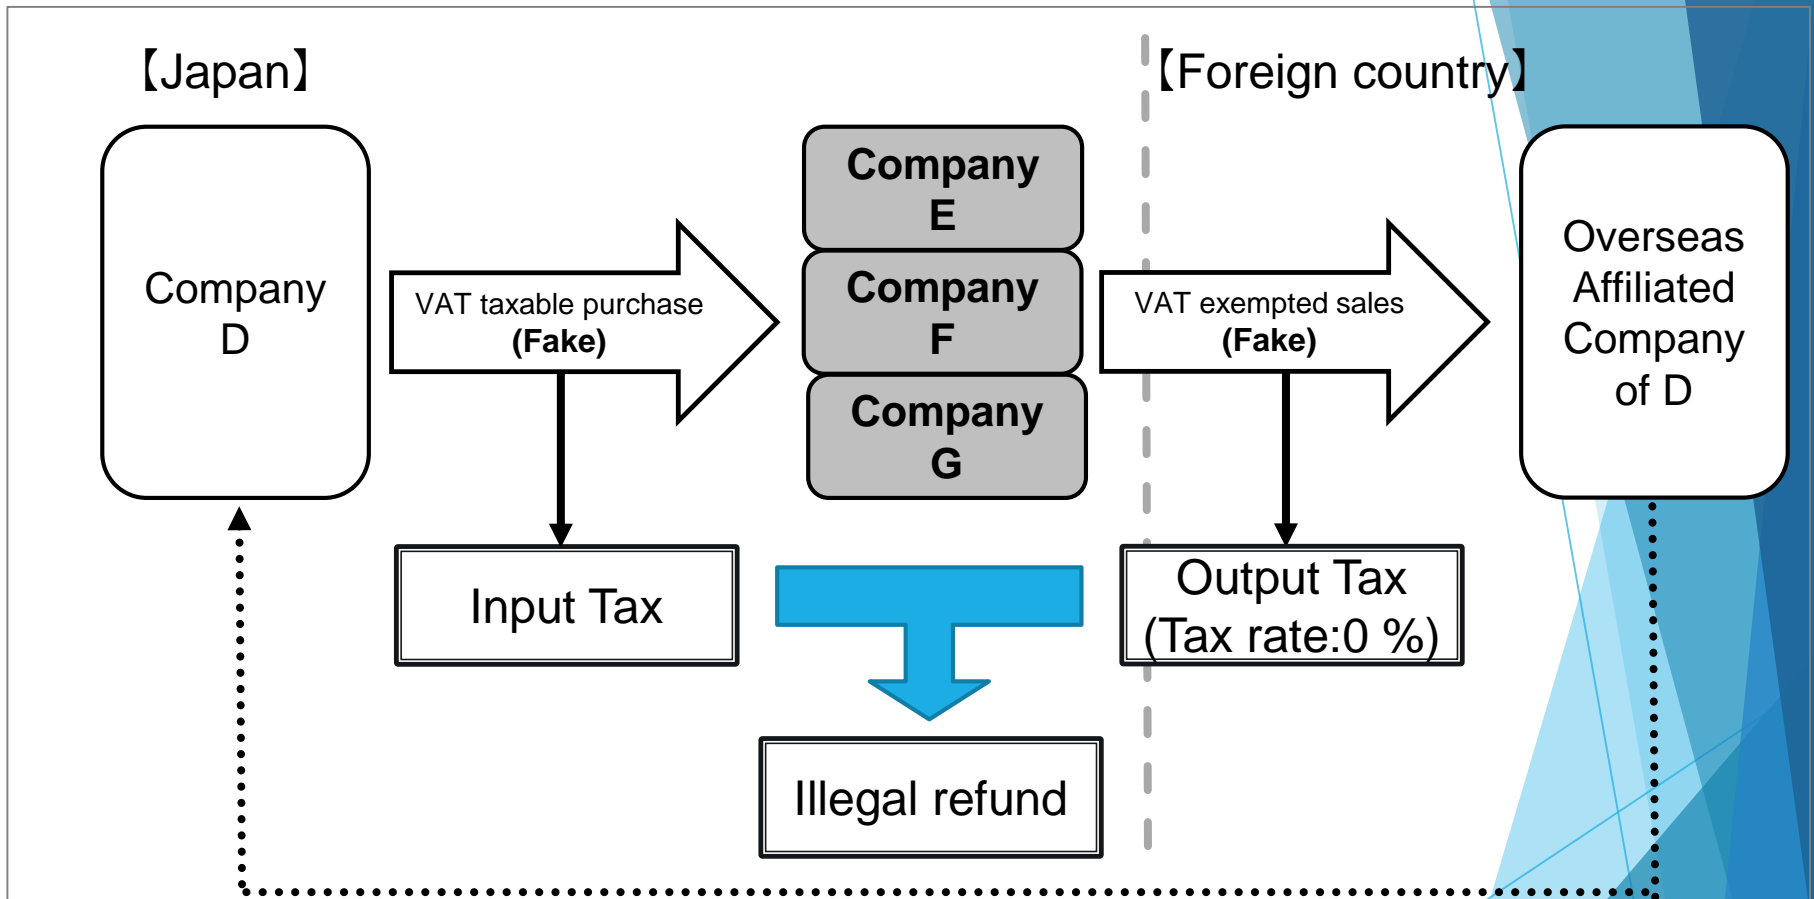 【Japan】
【Foreign country】
Company
D
VAT taxable purchase
(Fake)
Company
E
Company
F
Company
G
VAT exempted sales
(Fake)
Overseas
Affiliated
Company
of D
Input Tax
Output Tax
(Tax rate:0 %)
Illegal refund